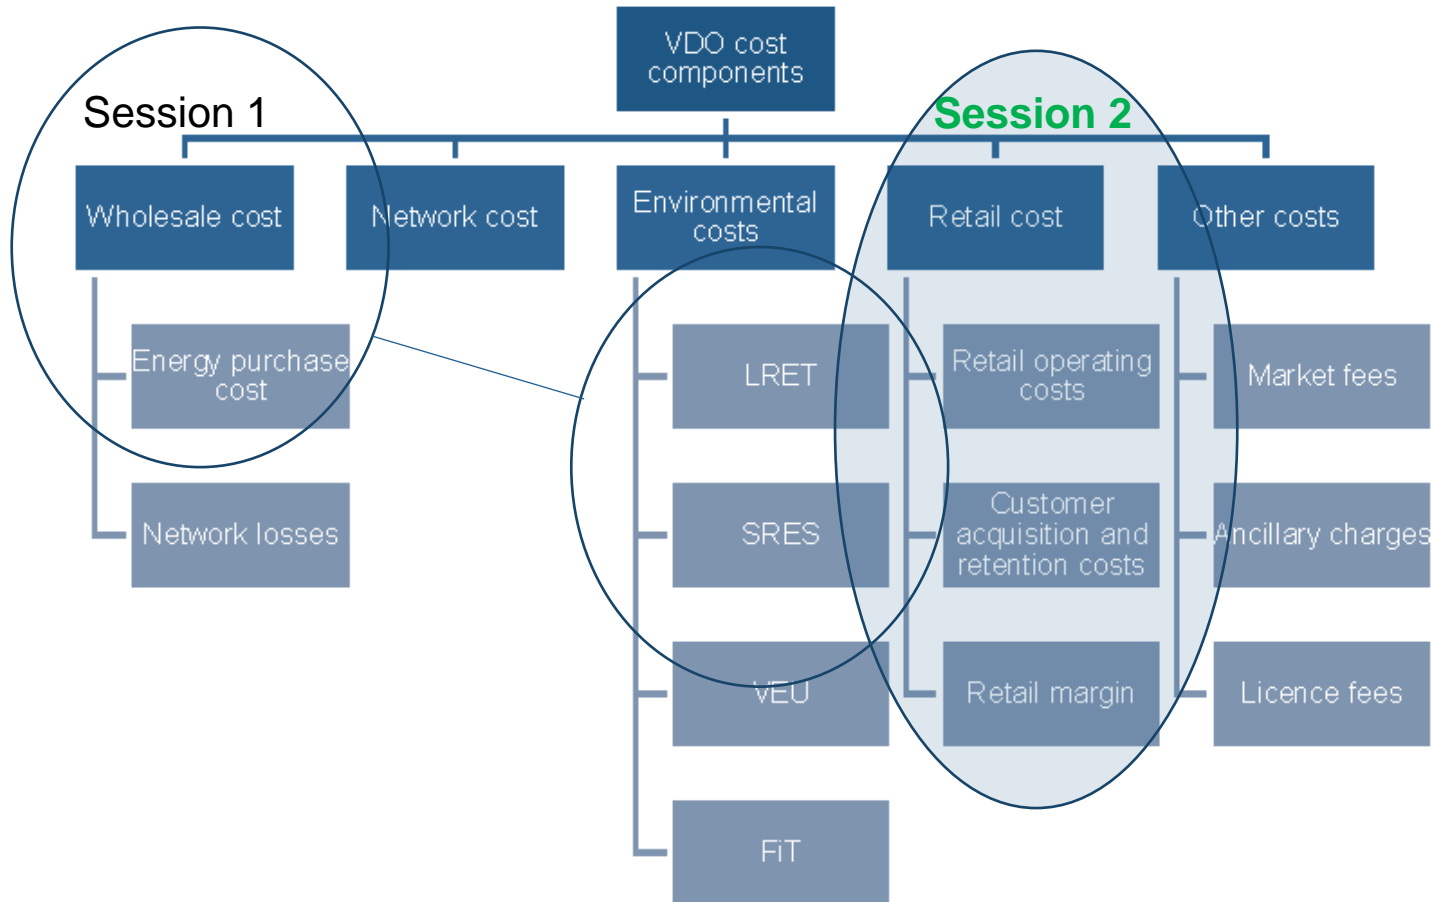 VDO cost
components
Session 1
Session 2
Wholesale cost
Network cost
Environmental
costs
Retail cost
Other costs
Energy purchase
cost
LRET
Retail operating
costs
Market fees
Network losses
SRES
Customer
acquisition and
retention costs
Ancillary charges
VEU
Retail margin
Licence fees
FiT